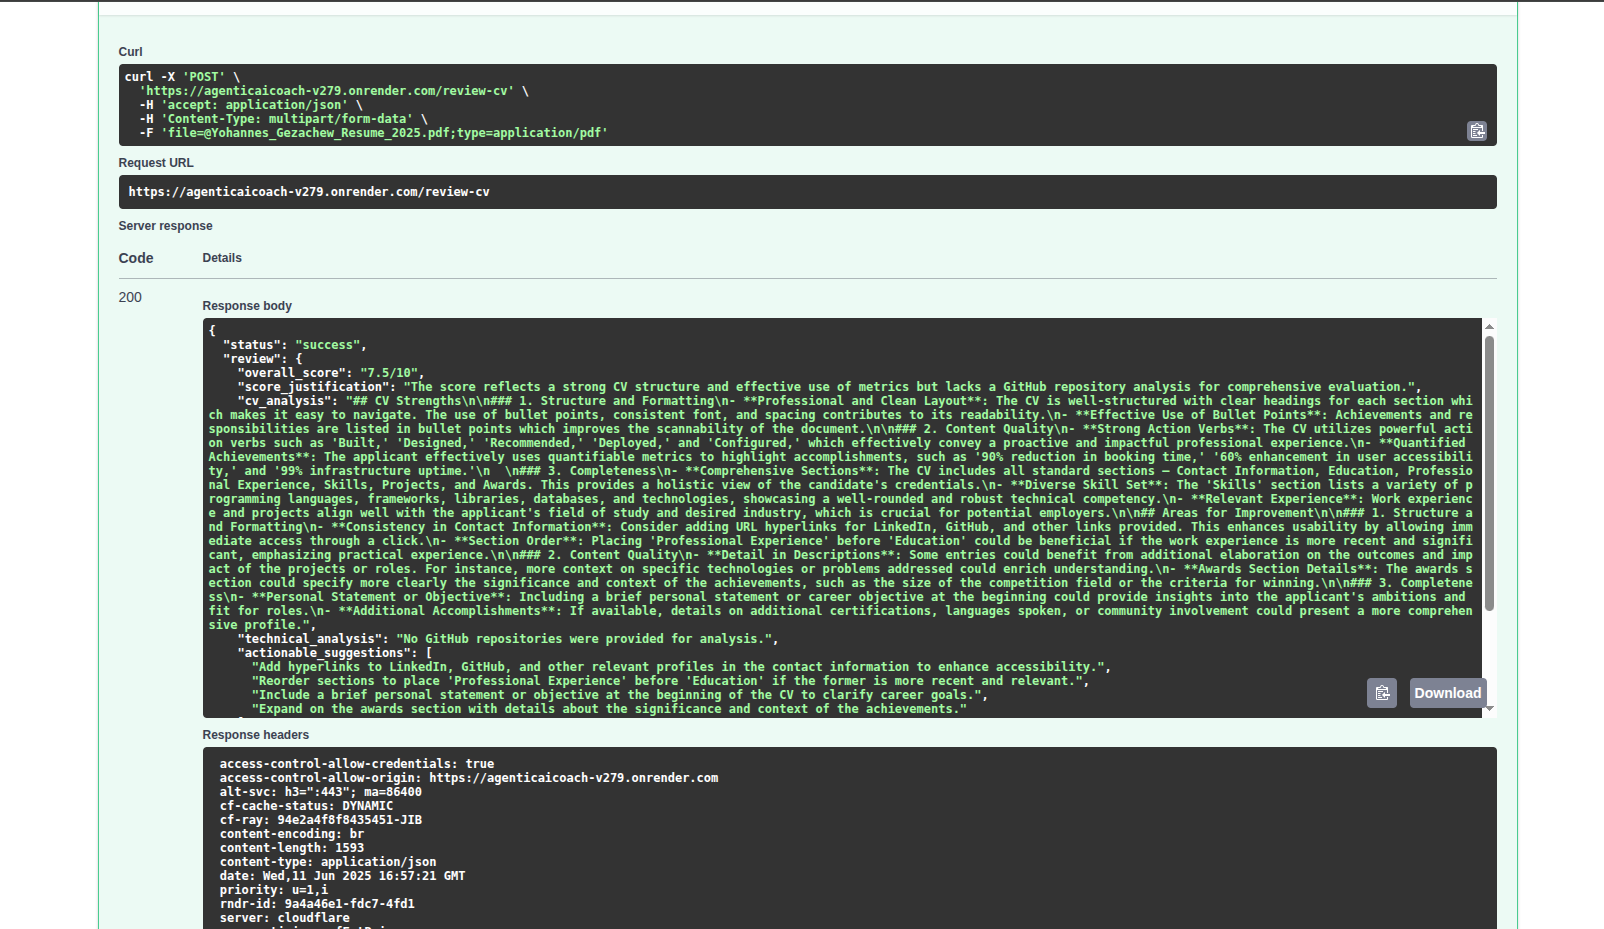 Curl
curl -X 'POST' \
'https://agenticaicoach-v279.onrender.com/review-cv' \
-H 'accept: application/json' \
-H 'Content-Type: multipart/form-data' \
-F 'file=@Yohannes_Gezachew_Resume_2025.pdf;type=application/pdf'
Request URL
https://agenticaicoach-v279.onrender.com/review-cv
Server response
Code Details
200
Response body
{
"status": "success",
"review": {
"overall_score": "7.5/10",
"score_justification": "The score reflects a strong CV structure and effective use of metrics but lacks a GitHub repository analysis for comprehensive evaluation.",
"cv_analysis": "## CV Strengths\n\n### 1. Structure and Formatting\n- **Professional and Clean Layout**: The CV is well-structured with clear headings for each section whi
ch makes it easy to navigate. The use of bullet points, consistent font, and spacing contributes to its readability.\n- **Effective Use of Bullet Points**: Achievements and re
sponsibilities are listed in bullet points which improves the scannability of the document.\n\n### 2. Content Quality\n- **Strong Action Verbs**: The CV utilizes powerful acti
on verbs such as 'Built,' 'Designed,' 'Recommended,' 'Deployed,' and 'Configured,' which effectively convey a proactive and impactful professional experience.\n- **Quantified
Achievements**: The applicant effectively uses quantifiable metrics to highlight accomplishments, such as '90% reduction in booking time,' '60% enhancement in user accessibili
ty,' and '99% infrastructure uptime.'\n  \n### 3. Completeness\n- **Comprehensive Sections**: The CV includes all standard sections — Contact Information, Education, Professio
nal Experience, Skills, Projects, and Awards. This provides a holistic view of the candidate's credentials.\n- **Diverse Skill Set**: The 'Skills' section lists a variety of p
rogramming languages, frameworks, libraries, databases, and technologies, showcasing a well-rounded and robust technical competency.\n- **Relevant Experience**: Work experienc
e and projects align well with the applicant's field of study and desired industry, which is crucial for potential employers.\n\n## Areas for Improvement\n\n### 1. Structure a
nd Formatting\n- **Consistency in Contact Information**: Consider adding URL hyperlinks for LinkedIn, GitHub, and other links provided. This enhances usability by allowing imm
ediate access through a click.\n- **Section Order**: Placing 'Professional Experience' before 'Education' could be beneficial if the work experience is more recent and signifi
cant, emphasizing practical experience.\n\n### 2. Content Quality\n- **Detail in Descriptions**: Some entries could benefit from additional elaboration on the outcomes and imp
act of the projects or roles. For instance, more context on specific technologies or problems addressed could enrich understanding.\n- **Awards Section Details**: The awards s
ection could specify more clearly the significance and context of the achievements, such as the size of the competition field or the criteria for winning.\n\n### 3. Completene
ss\n- **Personal Statement or Objective**: Including a brief personal statement or career objective at the beginning could provide insights into the applicant's ambitions and
fit for roles.\n- **Additional Accomplishments**: If available, details on additional certifications, languages spoken, or community involvement could present a more comprehen
sive profile.",
"technical_analysis": "No GitHub repositories were provided for analysis.",
"actionable_suggestions": [
"Add hyperlinks to LinkedIn, GitHub, and other relevant profiles in the contact information to enhance accessibility.",
"Reorder sections to place 'Professional Experience' before 'Education' if the former is more recent and relevant.",
"Include a brief personal statement or objective at the beginning of the CV to clarify career goals.",
"Expand on the awards section with details about the significance and context of the achievements."
Download
Response headers
access-control-allow-credentials: true
access-control-allow-origin: https://agenticaicoach-v279.onrender.com
alt-svc: h3=":443"; ma=86400
cf-cache-status: DYNAMIC
cf-ray: 94e2a4f8f8435451-JIB
content-encoding: br
content-length: 1593
content-type: application/json
date: Wed,11 Jun 2025 16:57:21 GMT
priority: u=1,i
rndr-id: 9a4a46e1-fdc7-4fd1
server: cloudflare